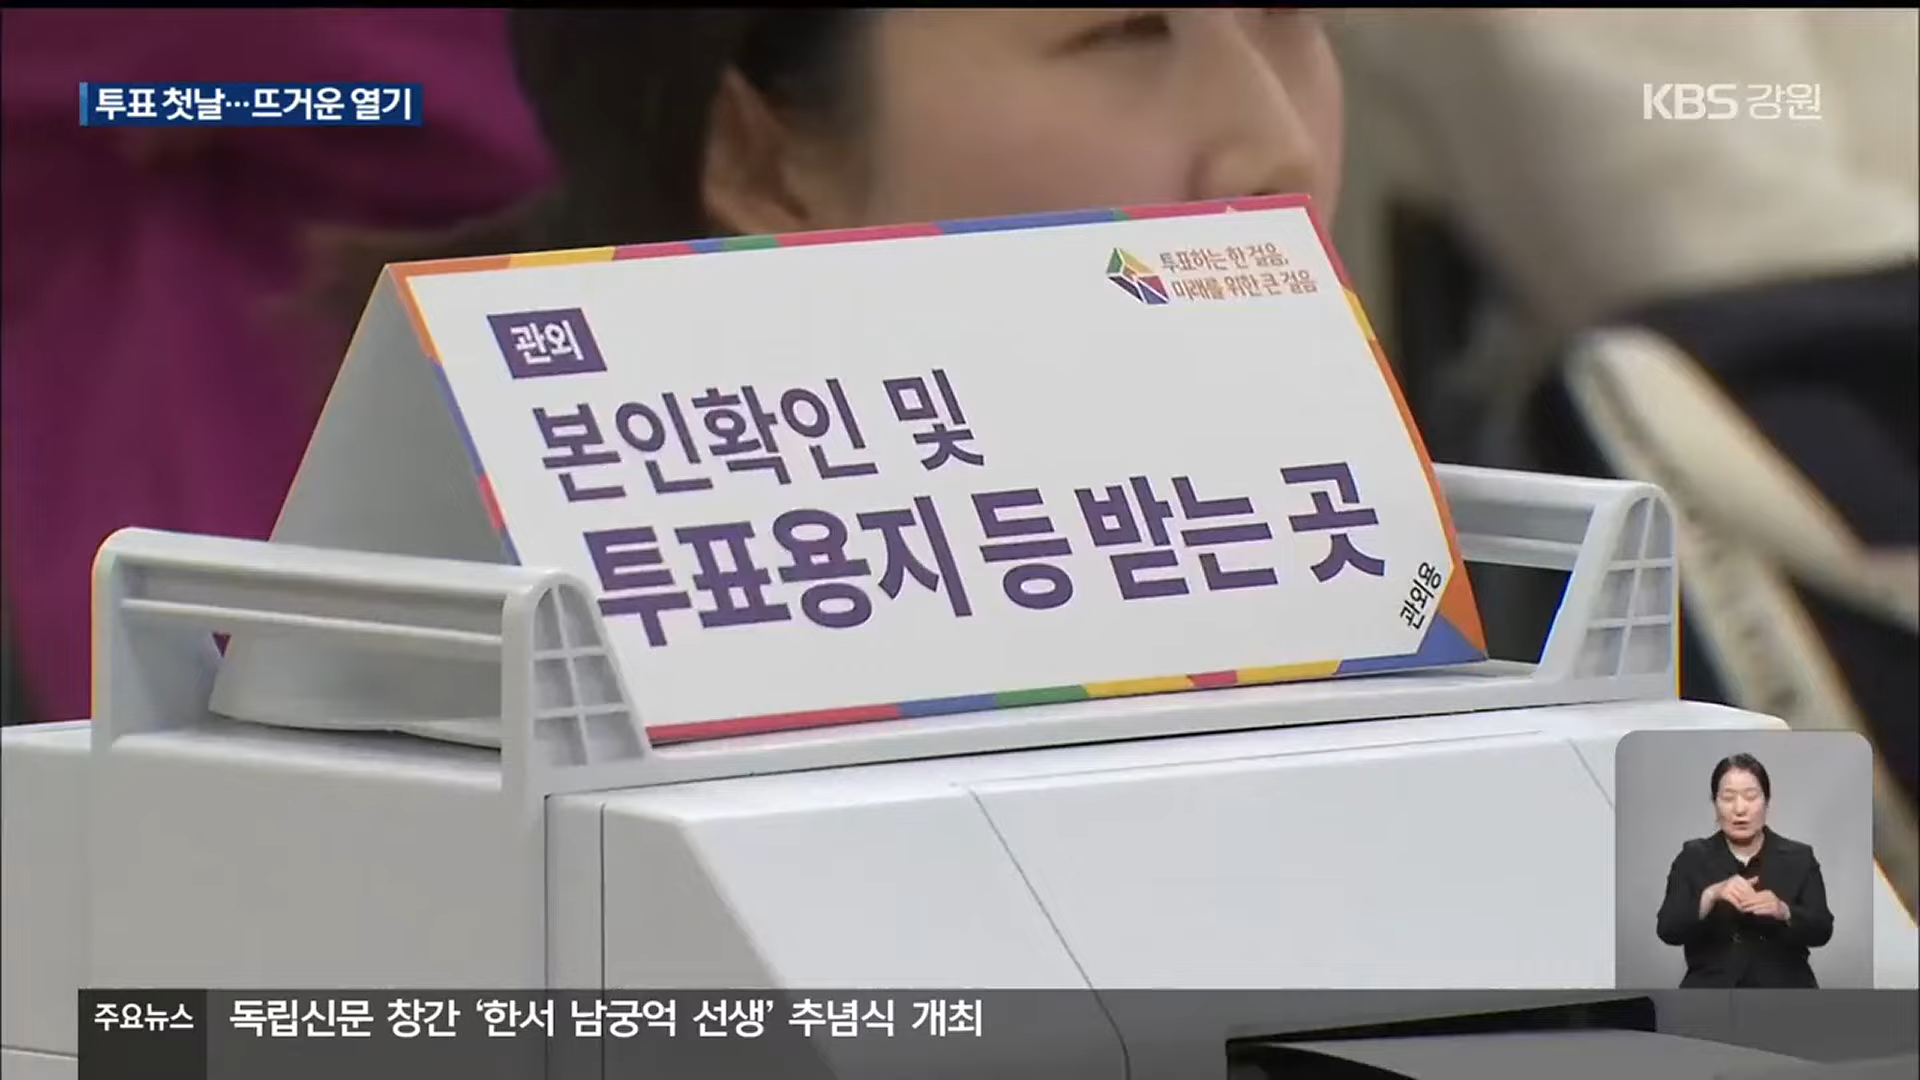 투표 첫날…뜨거운 열기
KBS 강원
투표하는 한 걸음,
미래를 위한 큰 걸음
관외
본인확인 및
투표용지 등 받는 곳
관외용
주요뉴스 독립신문 창간 ‘한서 남궁억 선생’ 추념식 개최